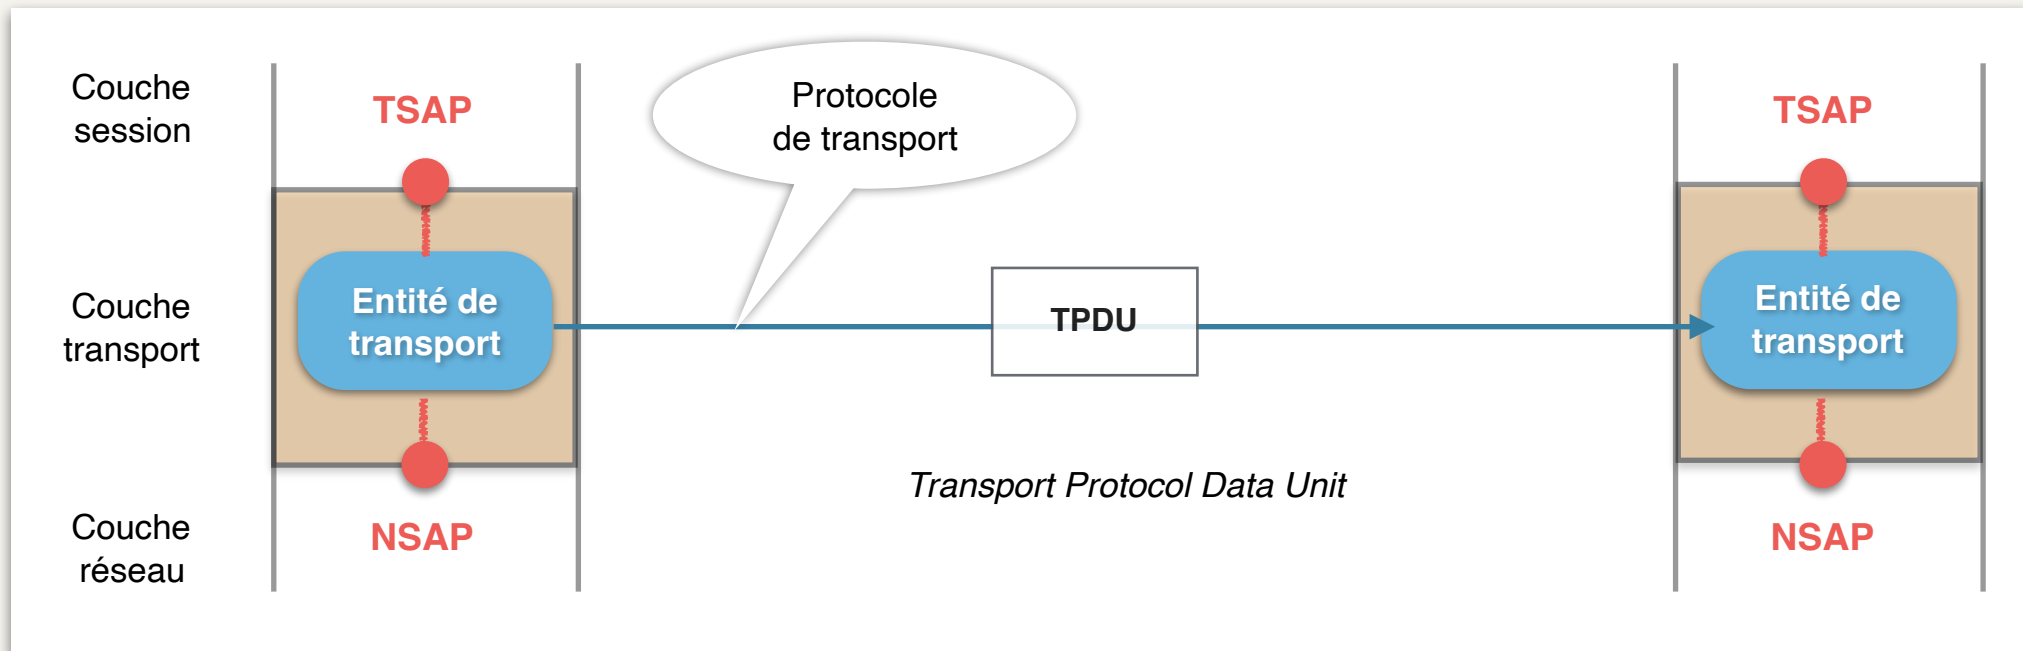 Couche
session
TSAP
Protocole
de transport
TSAP
Couche
transport
Entité de
transport
TPDU
Entité de
transport
Transport Protocol Data Unit
Couche
réseau
NSAP
NSAP